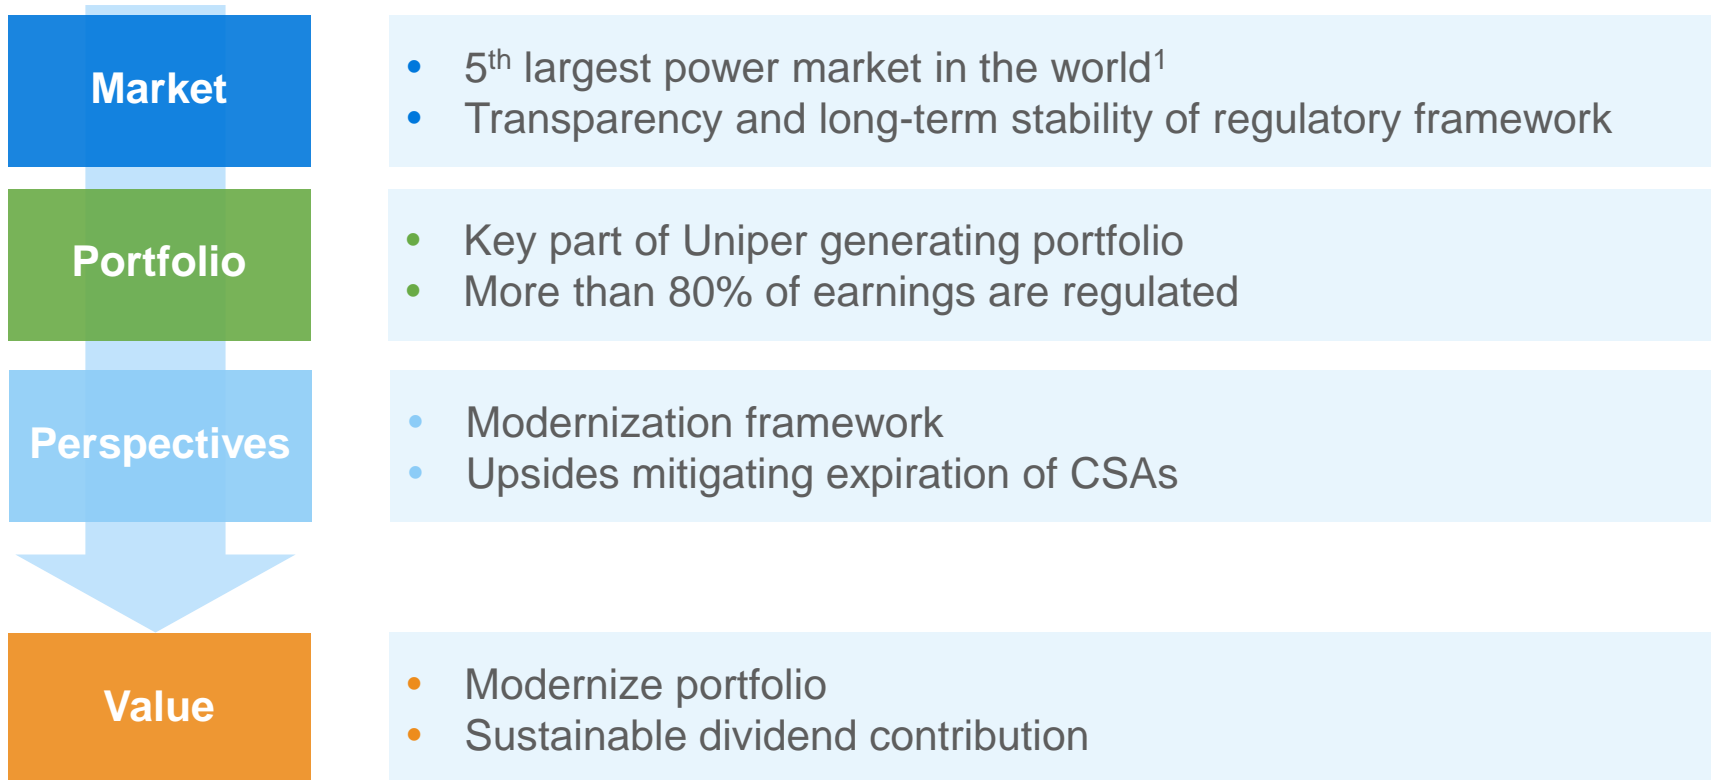 Market
• 5th largest power market in the world1
• Transparency and long-term stability of regulatory framework
Portfolio
• Key part of Uniper generating portfolio
• More than 80% of earnings are regulated
Perspectives
• Modernization framework
• Upsides mitigating expiration of CSAs
Value
• Modernize portfolio
• Sustainable dividend contribution